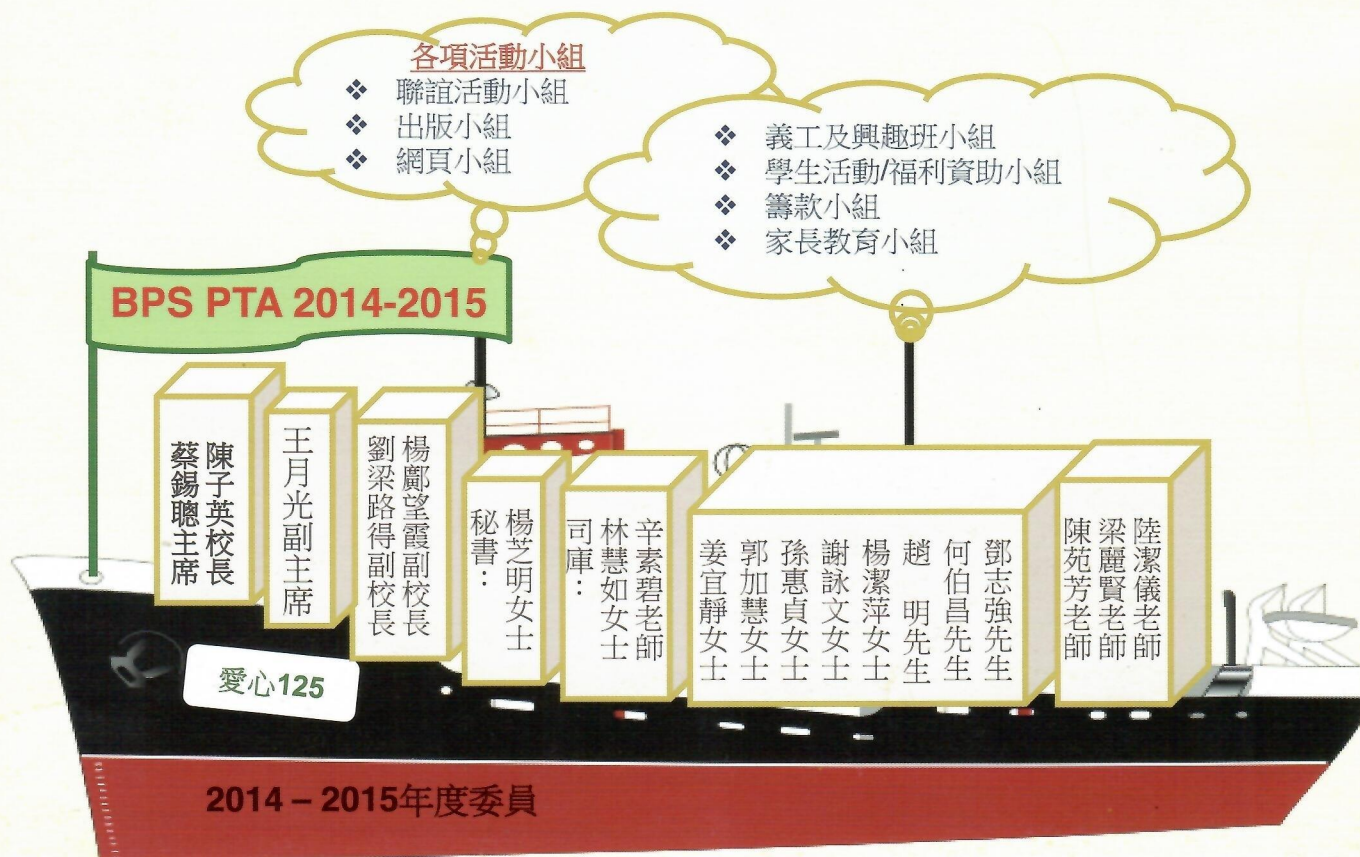 各項活動小組
❖ 聯誼活動小組
❖ 出版小組
❖ 網頁小組
❖ 義工及興趣班小組
❖ 學生活動/福利資助小組
❖ 籌款小組
❖ 家長教育小組
BPS PTA 2014-2015
蔡錫聰主席
陳子英校長
王月光副主席
劉梁路得副校長
楊鄺望霞副校長
秘書：
楊芝明女士
司庫：
林慧如女士
辛素碧老師
姜宜靜女士
郭加慧女士
孫惠貞女士
謝詠文女士
楊潔萍女士
趙　明先生
何伯昌先生
鄧志強先生
陳苑芳老師
梁麗賢老師
陸潔儀老師
愛心125
2014 – 2015年度委員